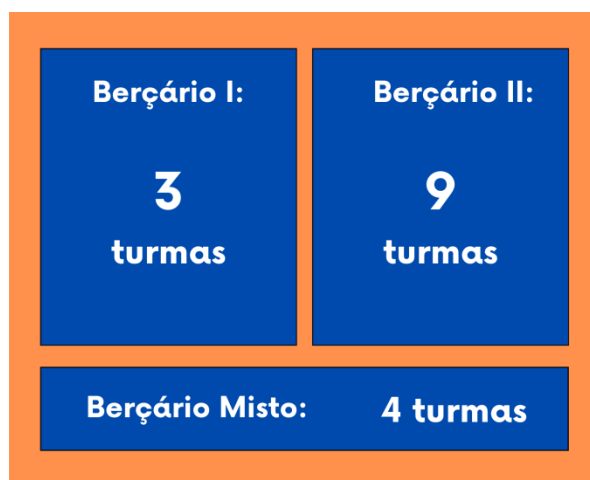 Berçário I:
3
turmas
Berçário II:
9
turmas
Berçário Misto: 4 turmas